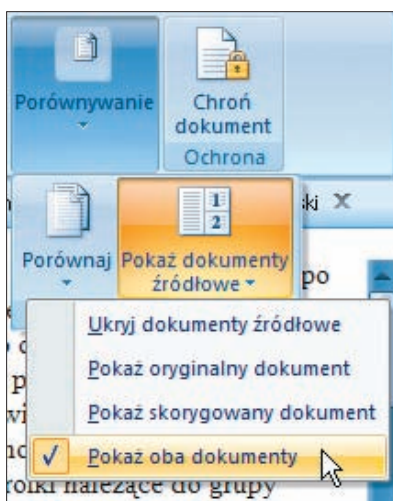 Porównywanie
Chroń
dokument
Ochrona
ki
Porównaj
Pokaż dokumenty
źródłowe
po
Ukryj dokumenty źródłowe
Pokaż oryginalny dokument
Pokaż skorygowany dokument
Pokaż oba dokumenty
należące do grupy